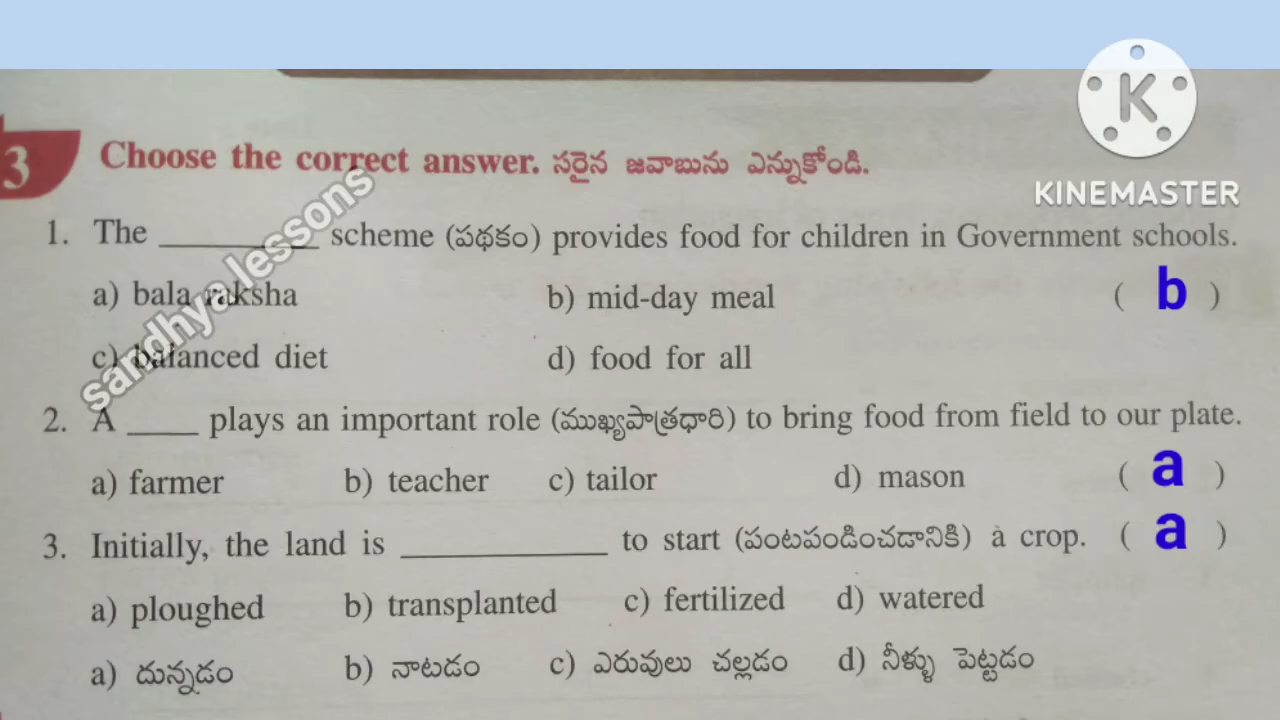 K
KINEMASTER
3 Choose the correct answer. సరైన జవాబును ఎన్నుకోండి.
1. The _________ scheme (పథకం) provides food for children in Government schools.
a) bala raksha b) mid-day meal ( b )
c) balanced diet d) food for all
sandhya lessons
2. A ____ plays an important role (ముఖ్యపాత్రధారి) to bring food from field to our plate.
a) farmer b) teacher c) tailor d) mason ( a )
3. Initially, the land is ____________ to start (పంటపండించడానికి) a crop. ( a )
a) ploughed b) transplanted c) fertilized d) watered
a) దున్నడం b) నాటడం c) ఎరువులు చల్లడం d) నీళ్ళు పెట్టడం